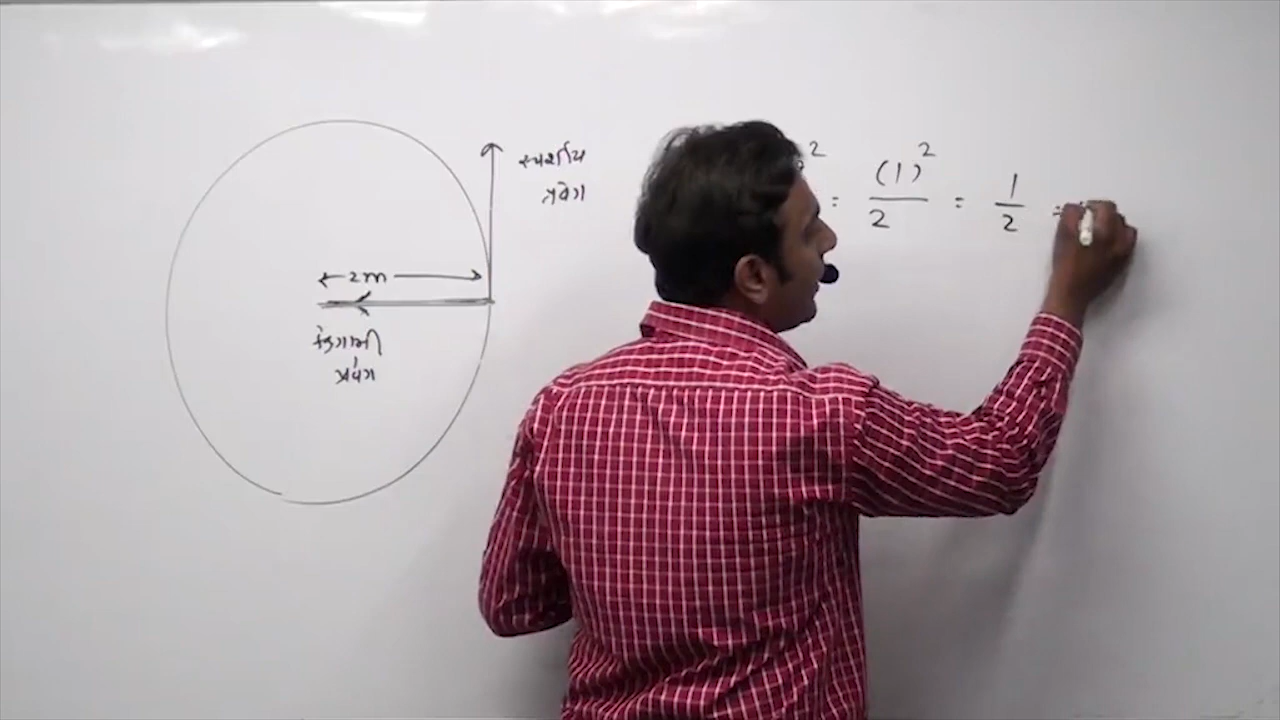 સ્પર્શીય
પ્રવેગ
2m
કેન્દ્રગામી
પ્રવેગ
2 = (1)² / 2 = 1 / 2 =